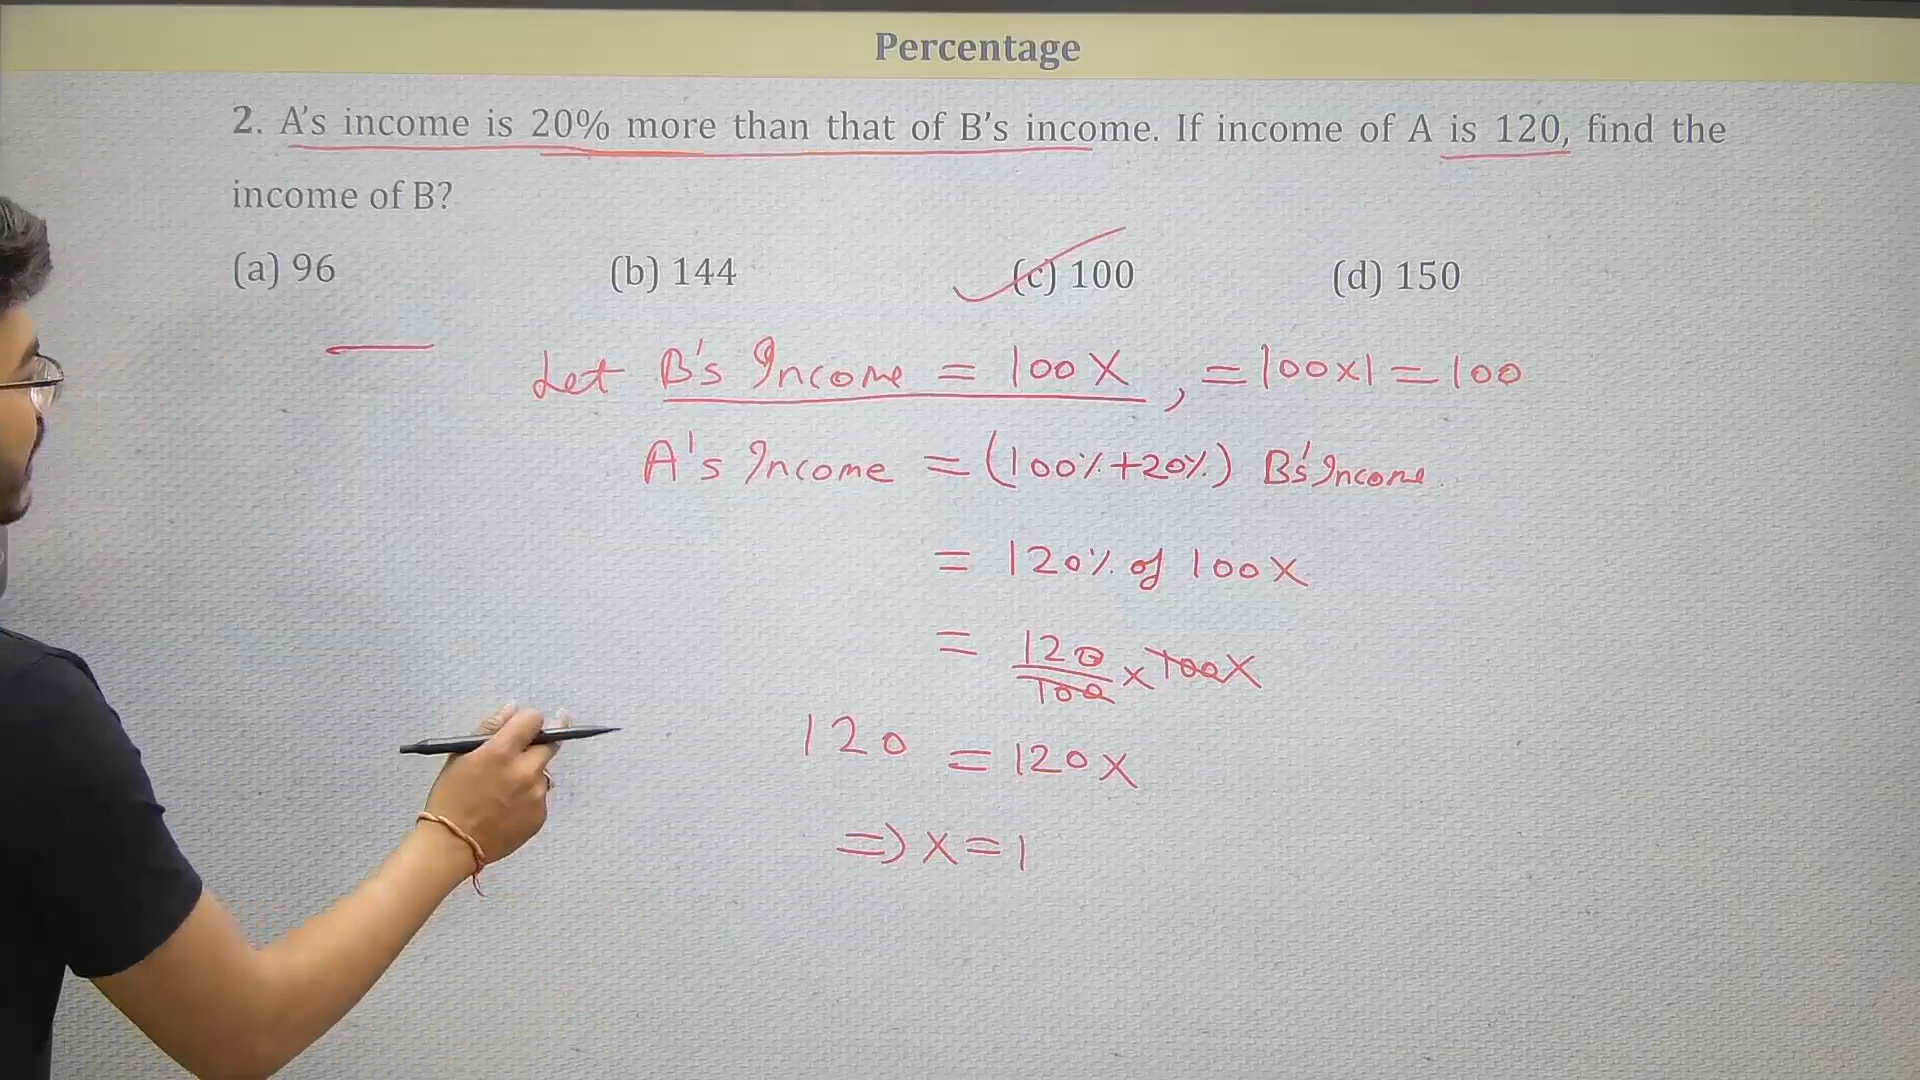 Percentage
2. A's income is 20% more than that of B's income. If income of A is 120, find the
income of B?
(a) 96 (b) 144 (c) 100 (d) 150
Let B's Income = 100x, = 100x1 = 100
A's Income = (100%+20%) B's Income.
= 120% of 100x
= 120/100 x 100x
120 = 120x
=> x = 1